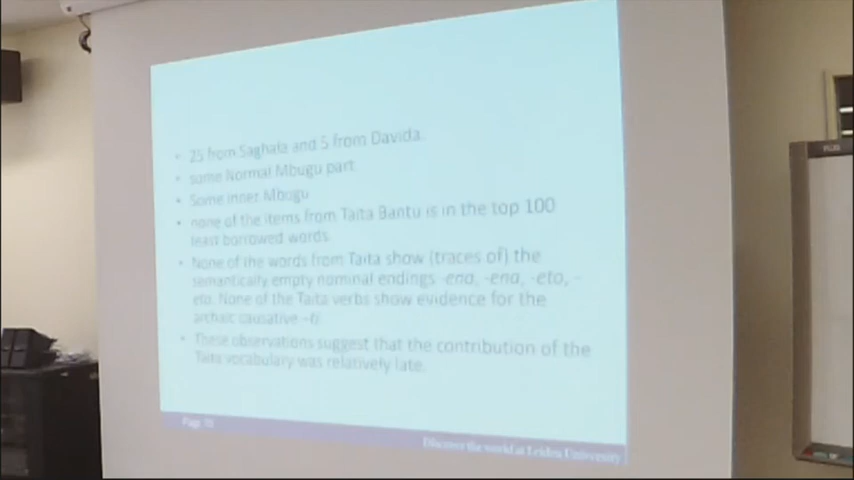 • 25 from Saghala and 5 from Davida.
• some Normal Mbugu part
• Some inner Mbugu
• none of the items from Taita Bantu is in the top 100
least borrowed words.
• None of the words from Taita show (traces of) the
semantically empty nominal endings -ena, -ena, -eto, -
eta. None of the Taita verbs show evidence for the
archaic causative
• These observations suggest that the contribution of the
Taita vocabulary was relatively late.
Page
Discover the world at Leiden University
PLUS